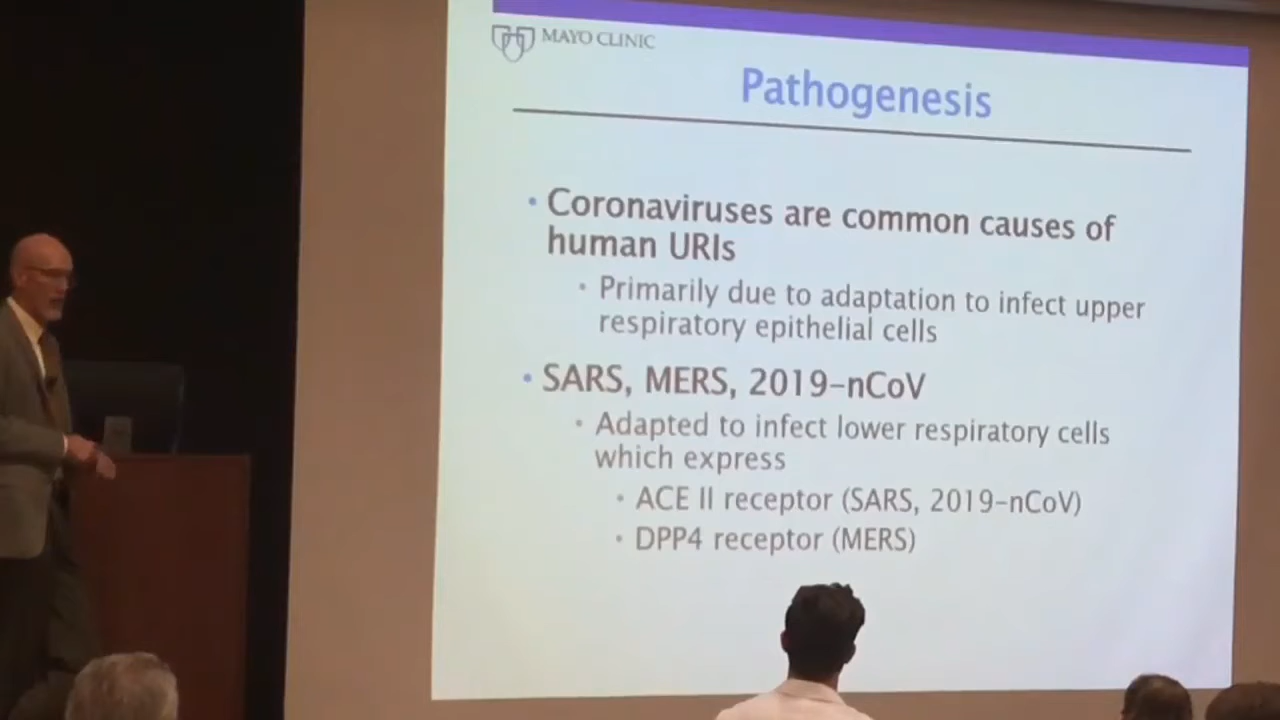 MAYO CLINIC
Pathogenesis
• Coronaviruses are common causes of
human URIs
• Primarily due to adaptation to infect upper
respiratory epithelial cells
• SARS, MERS, 2019-nCoV
• Adapted to infect lower respiratory cells
which express
• ACE II receptor (SARS, 2019-nCoV)
• DPP4 receptor (MERS)